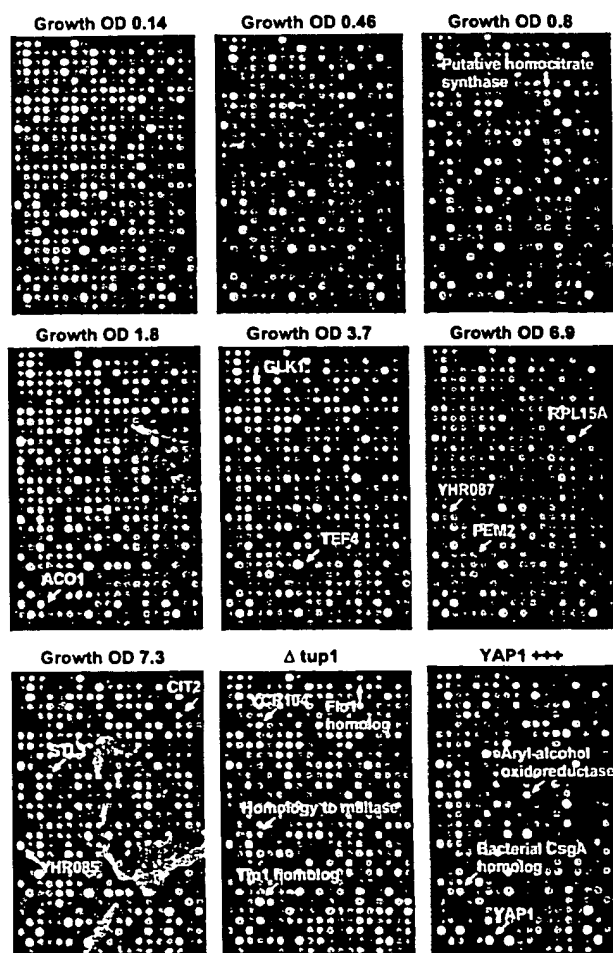 Growth OD 0.14
Growth OD 0.46
Growth OD 0.8
Putative homocitrate
synthase
Growth OD 1.8
Growth OD 3.7
Growth OD 6.9
GLK1
RPL15A
YHR087
TEF4
PEM2
ACO1
Growth OD 7.3
Δ tup1
YAP1 +++
CIT2
YCR104
Flo1
homolog
Aryl-alcohol
oxidoreductase
Homology to maltase
YHR085
Tip1 homolog
Bacterial CsgA
homolog
YAP1